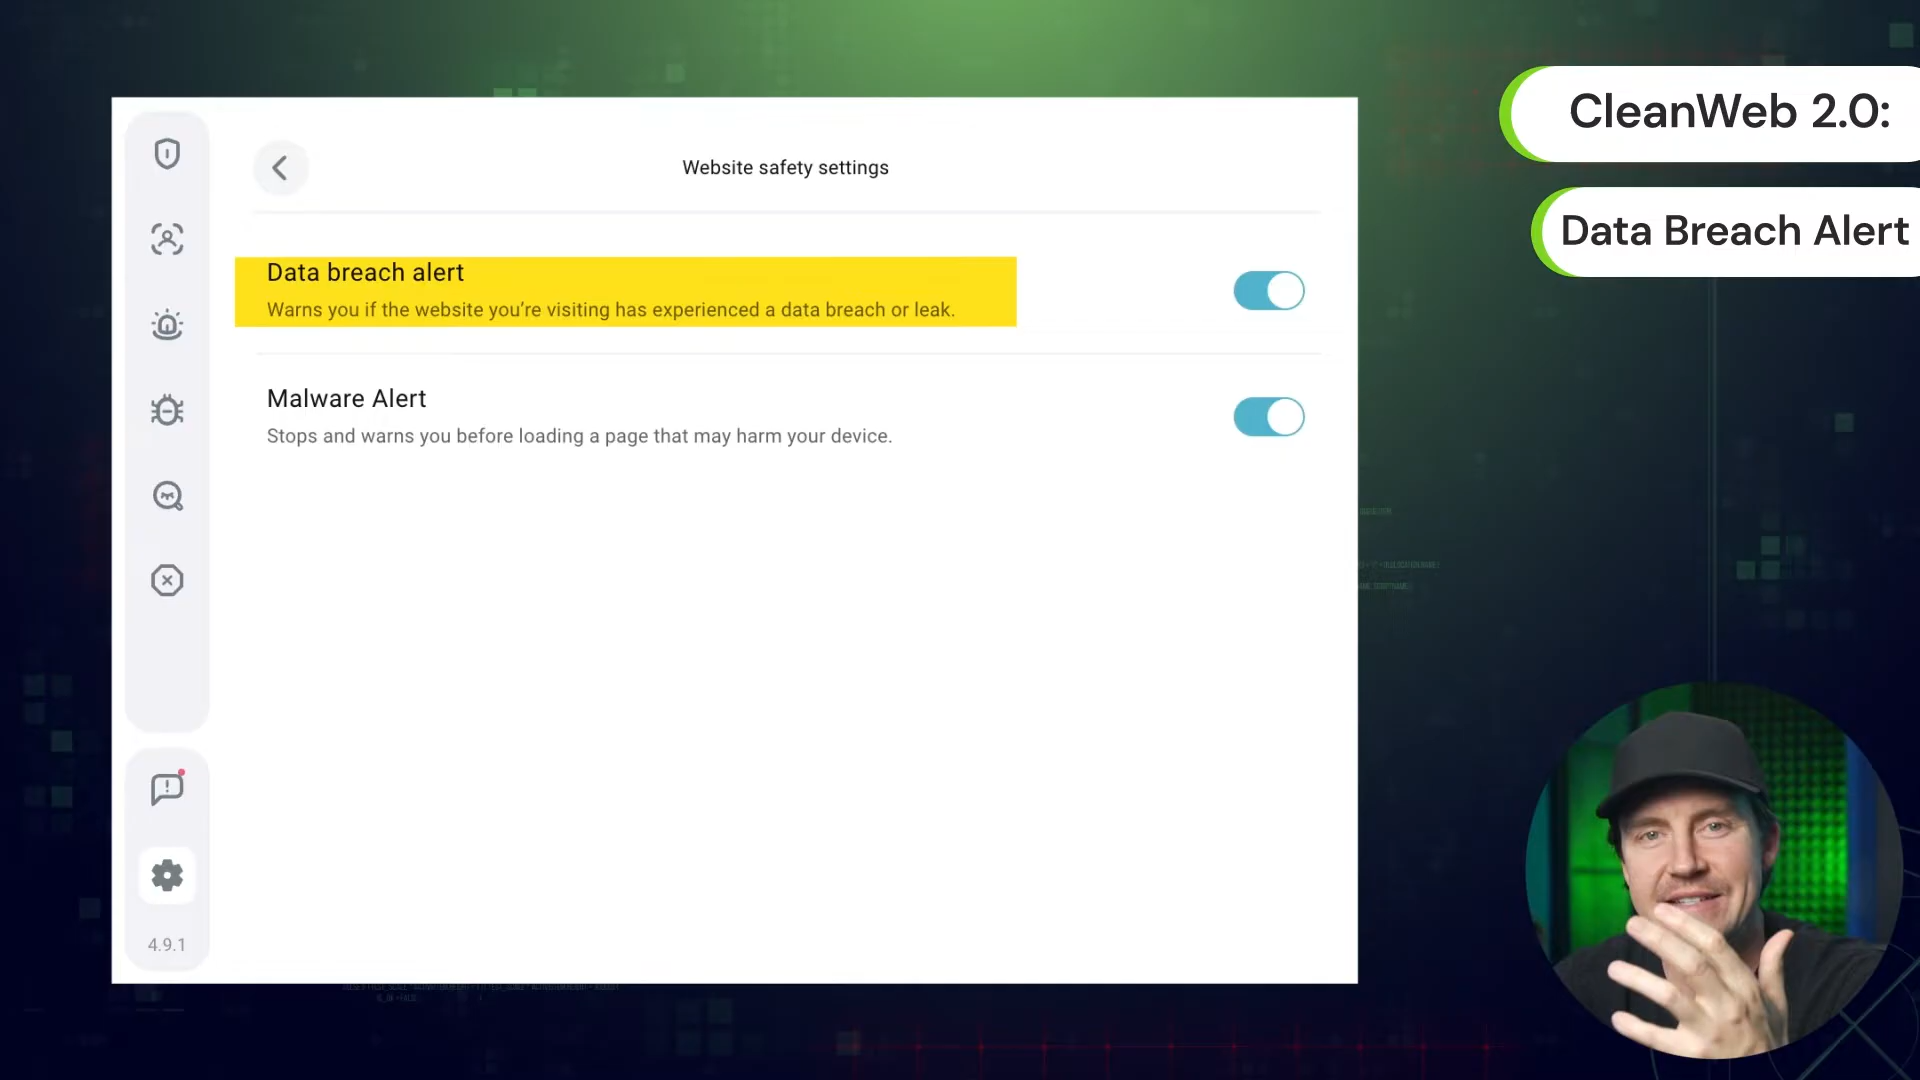 CleanWeb 2.0:
Data Breach Alert
Website safety settings
Data breach alert
Warns you if the website you’re visiting has experienced a data breach or leak.
Malware Alert
Stops and warns you before loading a page that may harm your device.
4.9.1